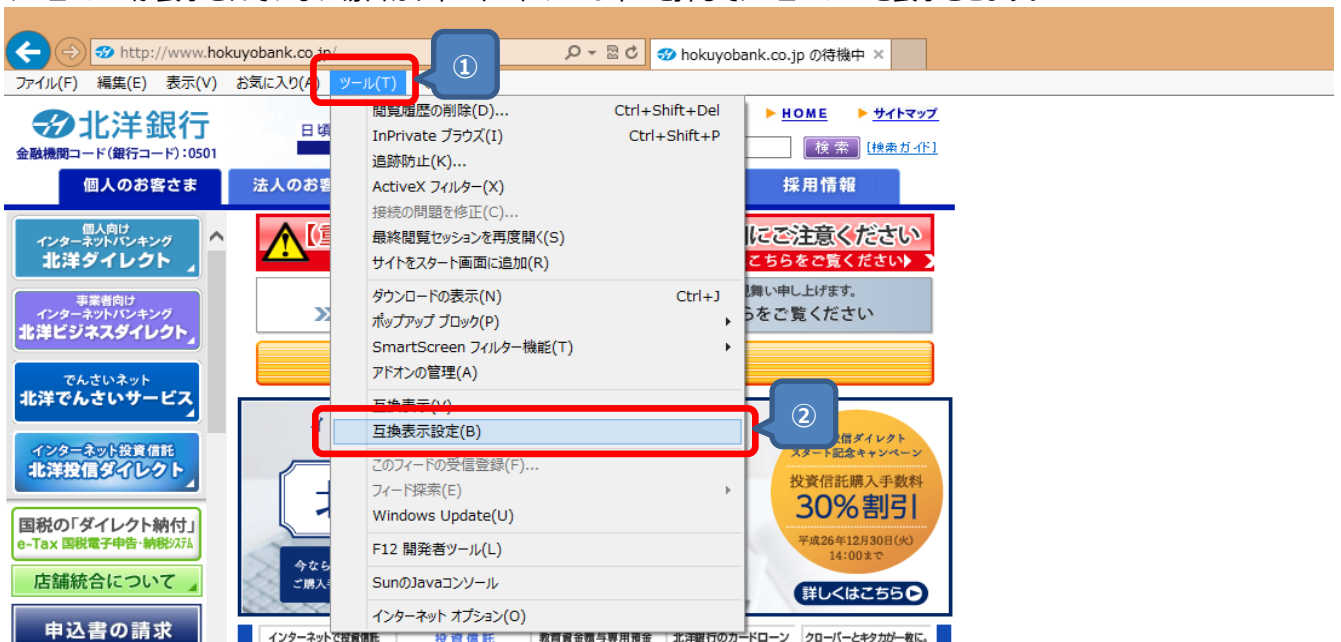 http://www.hokuyobank.co.jp/
hokuyobank.co.jp の待機中 ×
①
ファイル(F) 編集(E) 表示(V) お気に入り(A) ツール(T)
閲覧履歴の削除(D)... Ctrl+Shift+Del
InPrivate ブラウズ(I) Ctrl+Shift+P
追跡防止(K)...
ActiveX フィルター(X)
接続の問題を修正(C)...
最終閲覧セッションを再度開く(S)
サイトをスタート画面に追加(R)
ダウンロードの表示(N) Ctrl+J
ポップアップ ブロック(P)
SmartScreen フィルター機能(T)
アドオンの管理(A)
互換表示(V)
互換表示設定(B)
②
このフィードの受信登録(F)...
フィード探索(E)
Windows Update(U)
F12 開発者ツール(L)
SunのJavaコンソール
インターネット オプション(O)
北洋銀行
金融機関コード(銀行コード):0501
日頃
HOME サイトマップ
検索 [検索ガイド]
個人のお客さま
法人のお客
採用情報
個人向け
インターネットバンキング
北洋ダイレクト
事業者向け
インターネットバンキング
北洋ビジネスダイレクト
でんさいネット
北洋でんさいサービス
インターネット投資信託
北洋投信ダイレクト
国税の「ダイレクト納付」
e-Tax 国税電子申告・納税システム
店舗統合について
申込書の請求
にご注意ください
こちらをご覧ください
舞い申し上げます。
らをご覧ください
今なら
ご購入
信ダイレクト
スタート記念キャンペーン
投資信託購入手数料
30%割引
平成26年12月30日(火)
14:00まで
詳しくはこちら
インターネットで投資信託
投資信託
教育資金贈与専用預金
北洋銀行のカードローン
クローバーとキタカが一枚に。